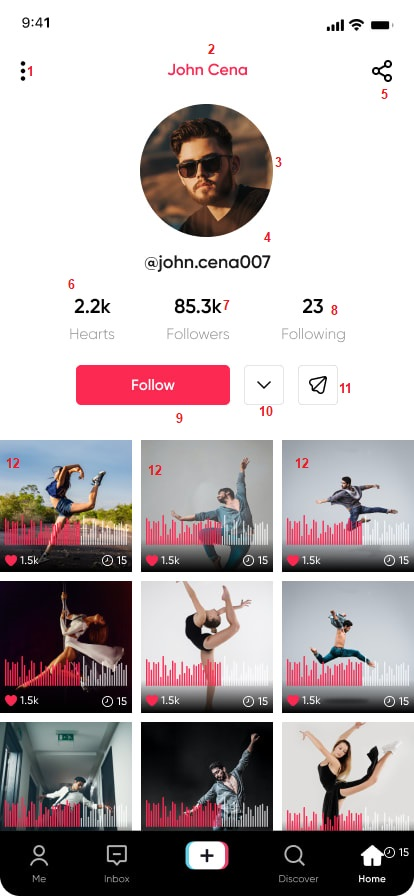 9:41
2
1
John Cena
5
3
4
@john.cena007
6
2.2k
85.3k 7
23 8
Hearts
Followers
Following
Follow
11
9
10
12
12
12
1.5k 15
1.5k 15
1.5k 15
1.5k 15
1.5k 15
1.5k 15
15
Me
Inbox
Discover
Home